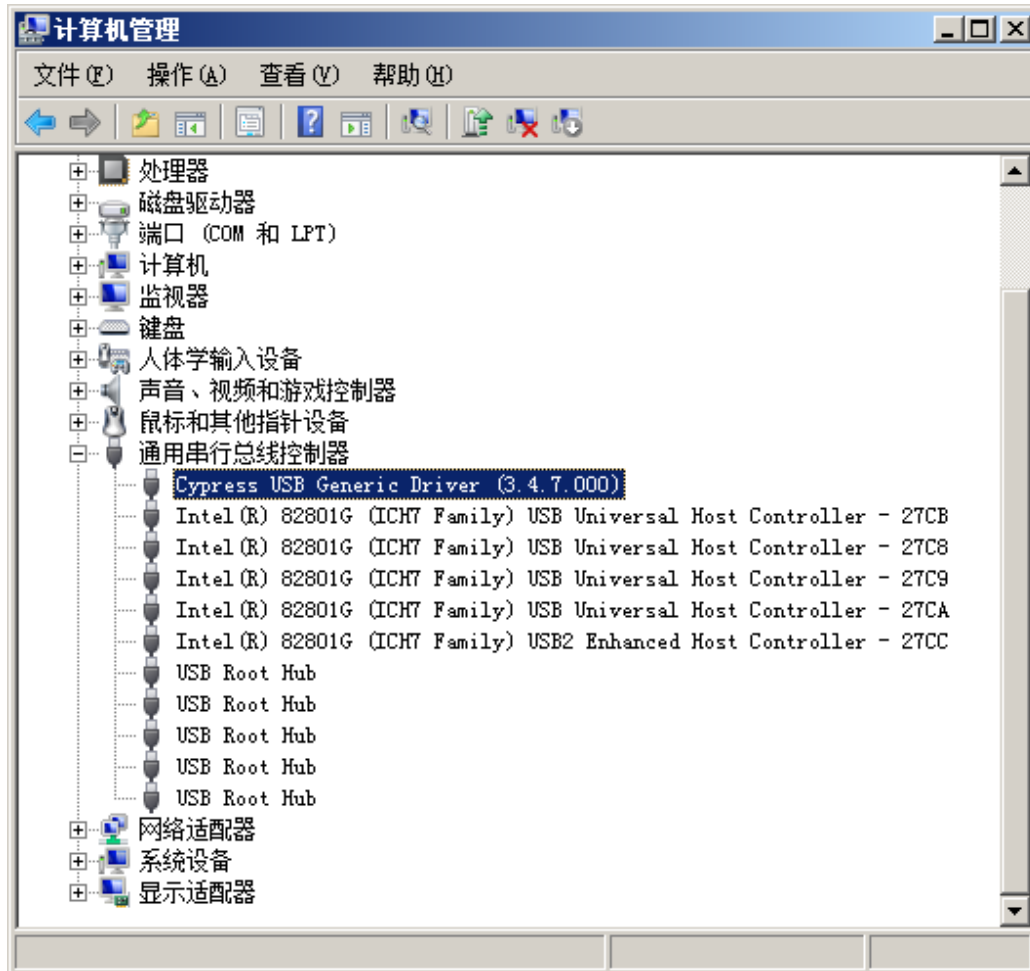 计算机管理
文件(F) 操作(A) 查看(V) 帮助(H)
处理器
磁盘驱动器
端口 (COM 和 LPT)
计算机
监视器
键盘
人体学输入设备
声音、视频和游戏控制器
鼠标和其他指针设备
通用串行总线控制器
Cypress USB Generic Driver (3.4.7.000)
Intel(R) 82801G (ICH7 Family) USB Universal Host Controller - 27CB
Intel(R) 82801G (ICH7 Family) USB Universal Host Controller - 27C8
Intel(R) 82801G (ICH7 Family) USB Universal Host Controller - 27C9
Intel(R) 82801G (ICH7 Family) USB Universal Host Controller - 27CA
Intel(R) 82801G (ICH7 Family) USB2 Enhanced Host Controller - 27CC
USB Root Hub
USB Root Hub
USB Root Hub
USB Root Hub
USB Root Hub
网络适配器
系统设备
显示适配器